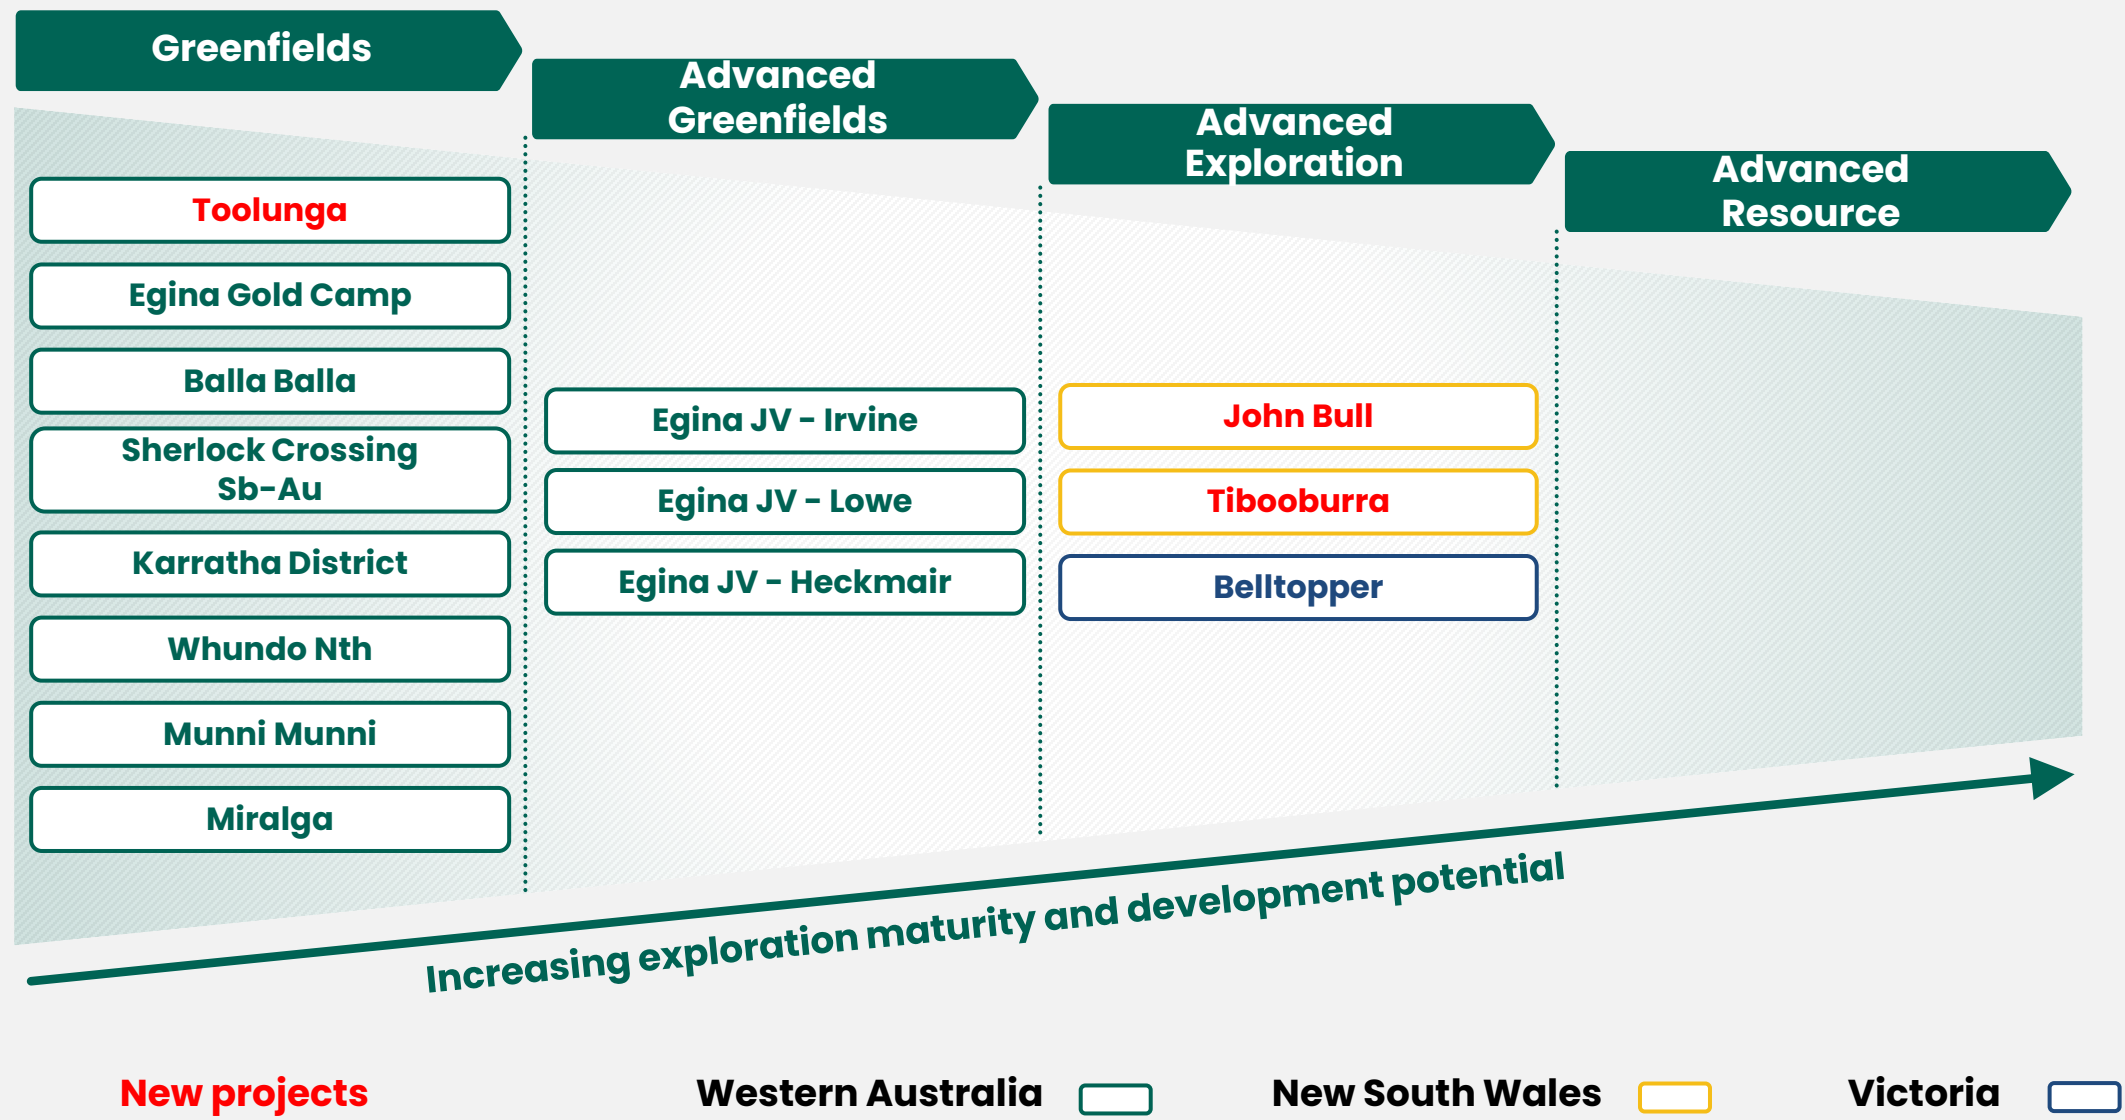 Greenfields
Advanced
Greenfields
Advanced
Exploration
Advanced
Resource
Toolunga
Egina Gold Camp
Balla Balla
Sherlock Crossing
Sb-Au
Karratha District
Whundo Nth
Munni Munni
Miralga
Egina JV - Irvine
Egina JV - Lowe
Egina JV - Heckmair
John Bull
Tibooburra
Belltopper
Increasing exploration maturity and development potential
New projects
Western Australia
New South Wales
Victoria